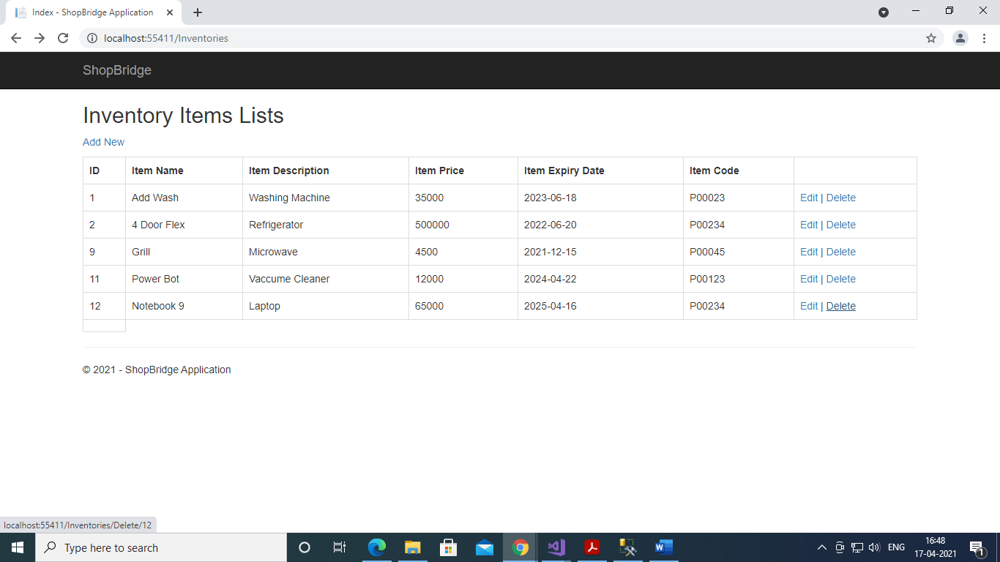 Index - ShopBridge Application
localhost:55411/Inventories
ShopBridge
Inventory Items Lists
Add New
ID Item Name Item Description Item Price Item Expiry Date Item Code
1 Add Wash Washing Machine 35000 2023-06-18 P00023 Edit | Delete
2 4 Door Flex Refrigerator 500000 2022-06-20 P00234 Edit | Delete
9 Grill Microwave 4500 2021-12-15 P00045 Edit | Delete
11 Power Bot Vaccume Cleaner 12000 2024-04-22 P00123 Edit | Delete
12 Notebook 9 Laptop 65000 2025-04-16 P00234 Edit | Delete
© 2021 - ShopBridge Application
localhost:55411/Inventories/Delete/12
Type here to search
ENG
16:48
17-04-2021
1